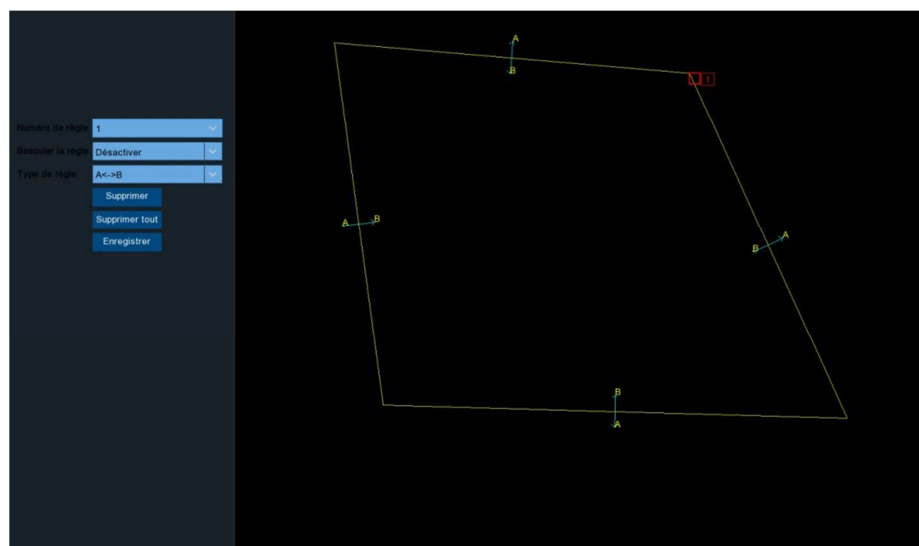 Numéro de règle 1
Basculer la règle Désactiver
Type de règle A<->B
Supprimer
Supprimer tout
Enregistrer
A
B
1
A B
B A
B
A